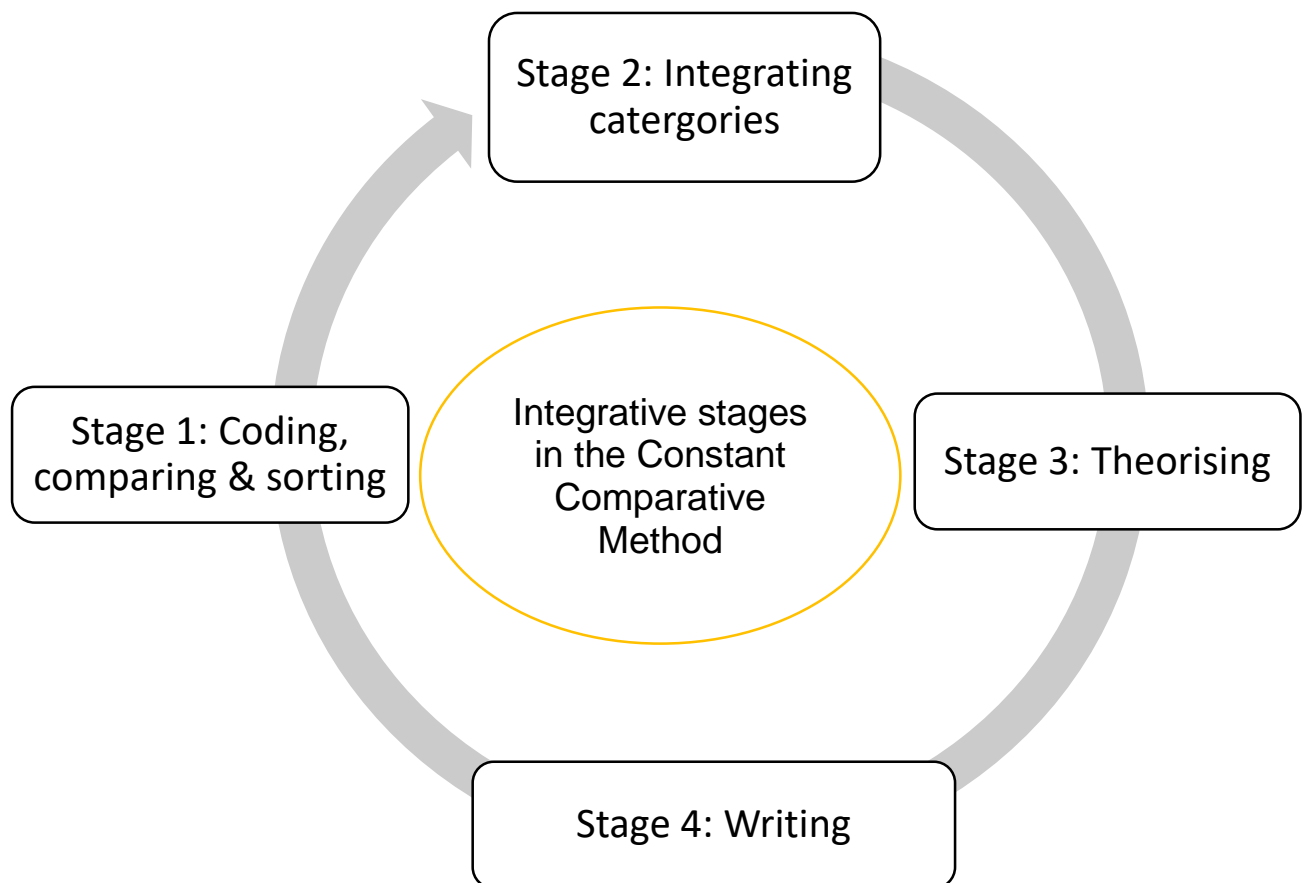 Stage 2: Integrating
catergories
Stage 1: Coding,
comparing & sorting
Integrative stages
in the Constant
Comparative
Method
Stage 3: Theorising
Stage 4: Writing